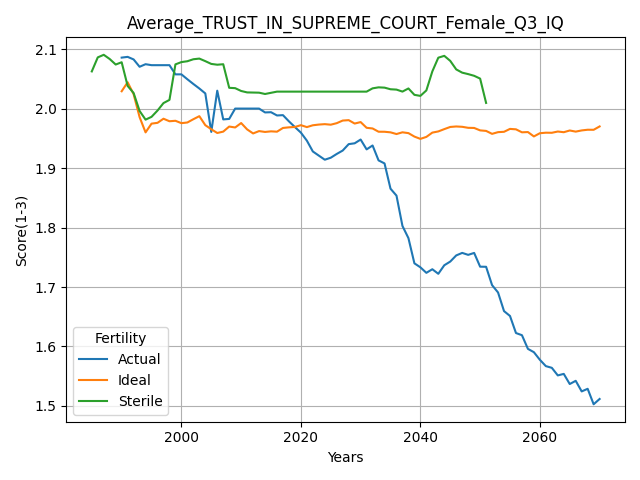 Average_TRUST_IN_SUPREME_COURT_Female_Q3_IQ
Score(1-3)
2.1
2.0
1.9
1.8
1.7
1.6
1.5
Fertility
Actual
Ideal
Sterile
2000
2020
2040
2060
Years